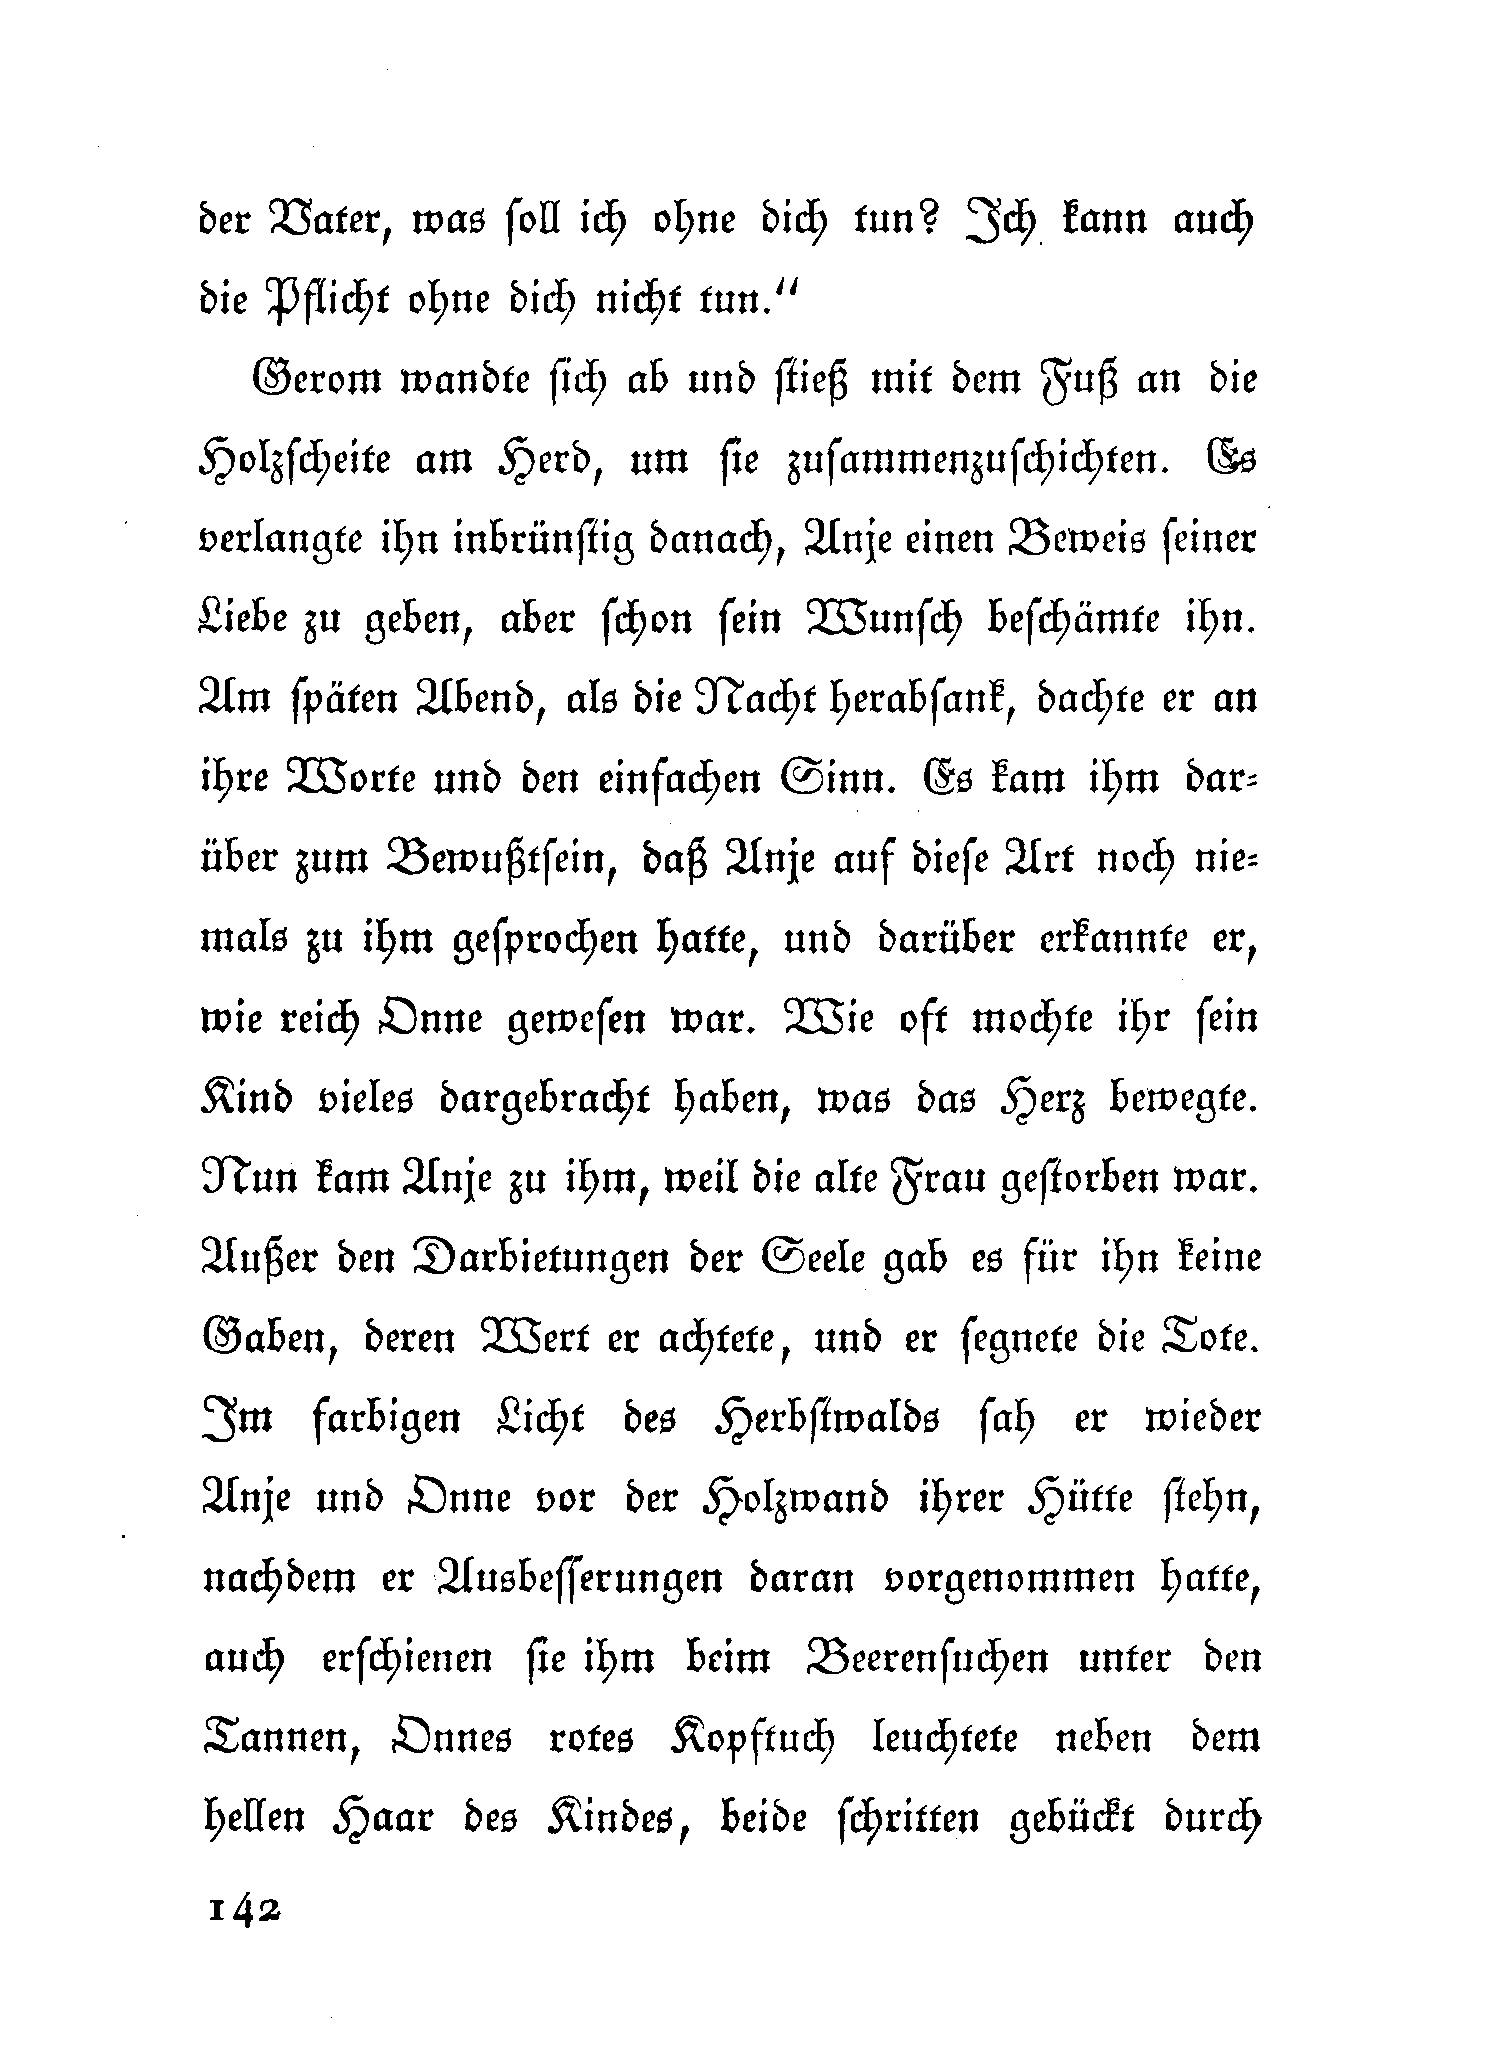 der Vater, was ſoll ich ohne dich tun? Ich kann auch
die Pflicht ohne dich nicht tun.“
Gerom wandte ſich ab und ſtieß mit dem Fuß an die
Holzſcheite am Herd, um ſie zuſammenzuſchichten. Es
verlangte ihn inbrünſtig danach, Anje einen Beweis ſeiner
Liebe zu geben, aber ſchon ſein Wunſch beſchämte ihn.
Am ſpäten Abend, als die Nacht herabſank, dachte er an
ihre Worte und den einfachen Sinn. Es kam ihm dar⸗
über zum Bewußtſein, daß Anje auf dieſe Art noch nie⸗
mals zu ihm geſprochen hatte, und darüber erkannte er,
wie reich Onne geweſen war. Wie oft mochte ihr ſein
Kind vieles dargebracht haben, was das Herz bewegte.
Nun kam Anje zu ihm, weil die alte Frau geſtorben war.
Außer den Darbietungen der Seele gab es für ihn keine
Gaben, deren Wert er achtete, und er ſegnete die Tote.
Im farbigen Licht des Herbſtwalds ſah er wieder
Anje und Onne vor der Holzwand ihrer Hütte ſtehn,
nachdem er Ausbeſſerungen daran vorgenommen hatte,
auch erſchienen ſie ihm beim Beerenſuchen unter den
Tannen, Onnes rotes Kopftuch leuchtete neben dem
hellen Haar des Kindes, beide ſchritten gebückt durch
142